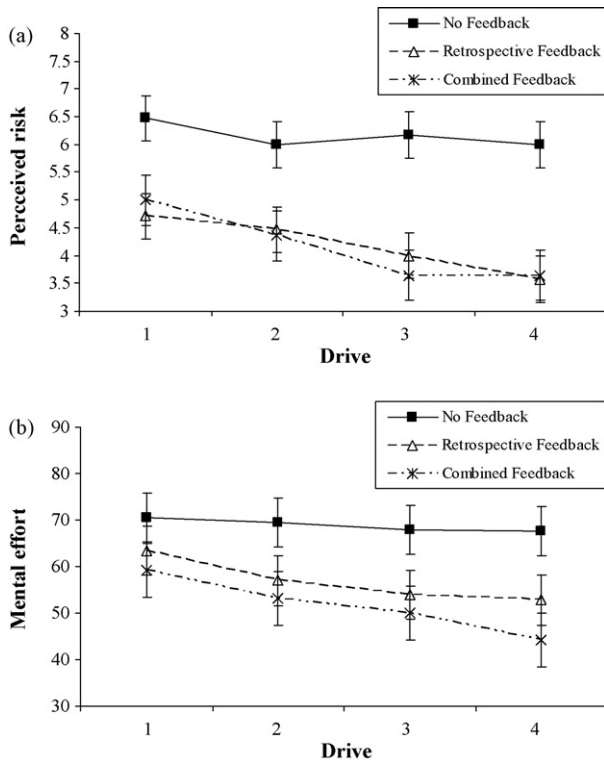 (a)
No Feedback
Retrospective Feedback
Combined Feedback
8
7.5
7
6.5
6
5.5
5
4.5
4
3.5
3
Percceived risk
1 2 3 4
Drive
(b)
No Feedback
Retrospective Feedback
Combined Feedback
90
80
70
60
50
40
30
Mental effort
1 2 3 4
Drive